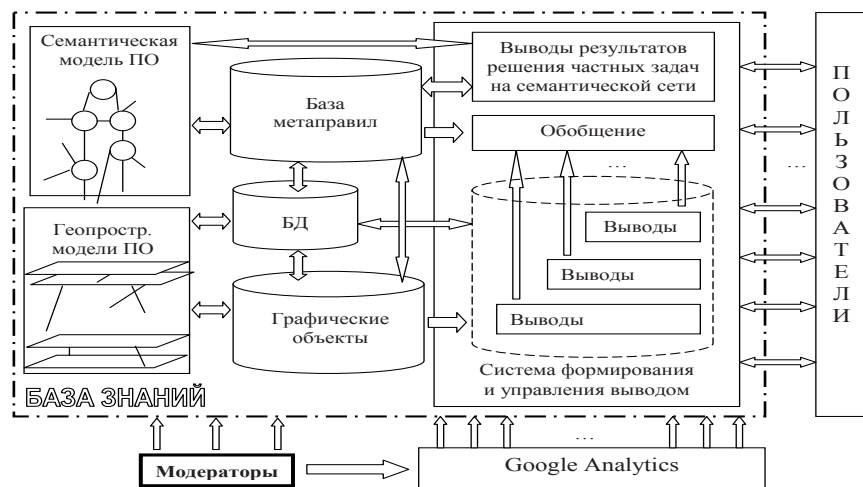 Семантическая
модель ПО
Геопростр.
модели ПО
БАЗА ЗНАНИЙ
База
метаправил
БД
Графические
объекты
Выводы результатов
решения частных задач
на семантической сети
Обобщение
...
Выводы
Выводы
Выводы
Система формирования
и управления выводом
...
ПОЛЬЗОВАТЕЛИ
Модераторы
...
Google Analytics